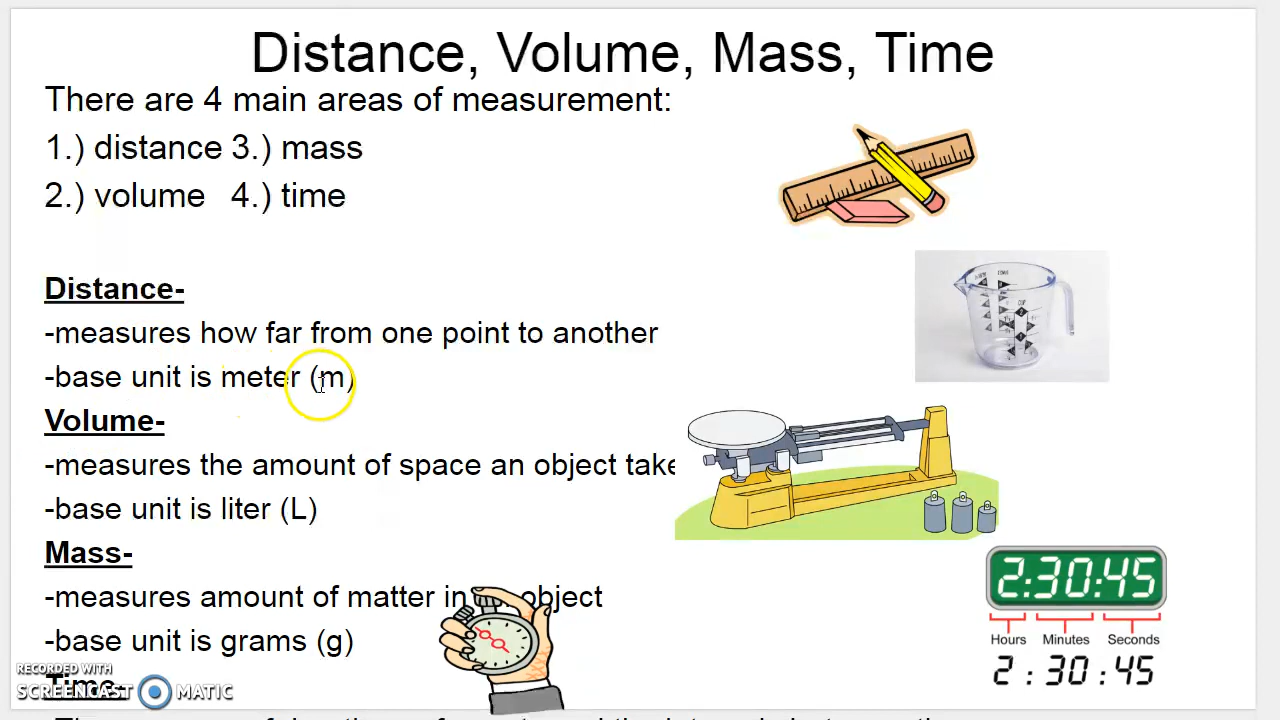 Distance, Volume, Mass, Time
There are 4 main areas of measurement:
1.) distance 3.) mass
2.) volume 4.) time
Distance-
-measures how far from one point to another
-base unit is meter (m)
Volume-
-measures the amount of space an object take
-base unit is liter (L)
Mass-
-measures amount of matter in object
-base unit is grams (g)
Time-
2:30:45
Hours Minutes Seconds
2 : 30 : 45
RECORDED WITH
SCREENCAST MATIC